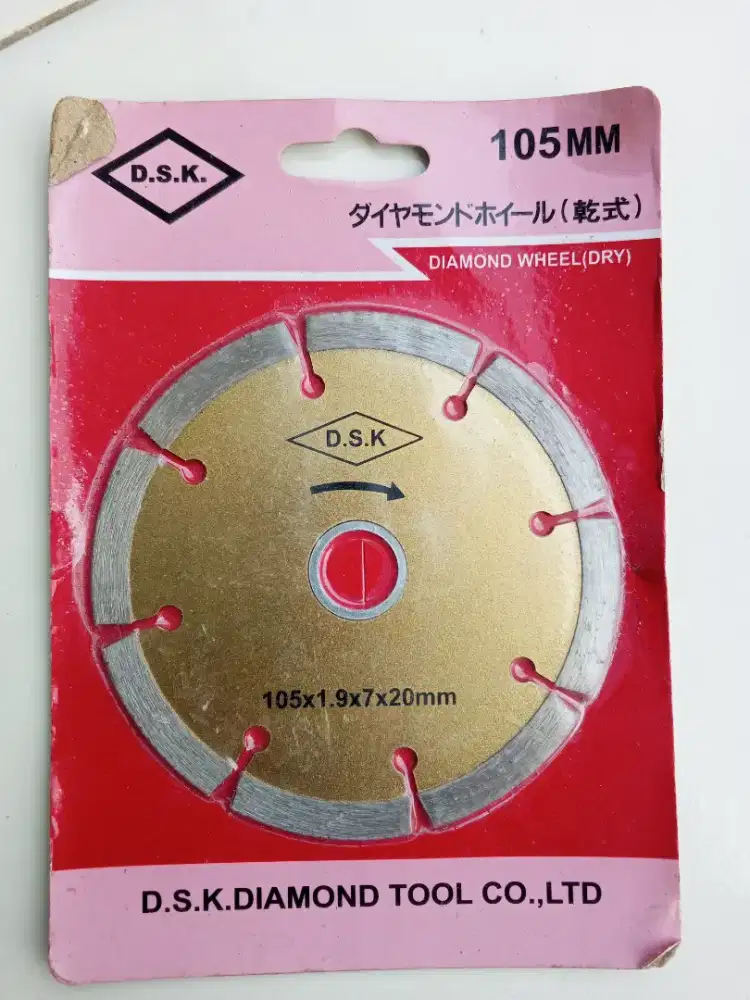 D.S.K.
105MM
ダイヤモンドホイール(乾式)
DIAMOND WHEEL(DRY)
D.S.K
105x1.9x7x20mm
D.S.K.DIAMOND TOOL CO.,LTD